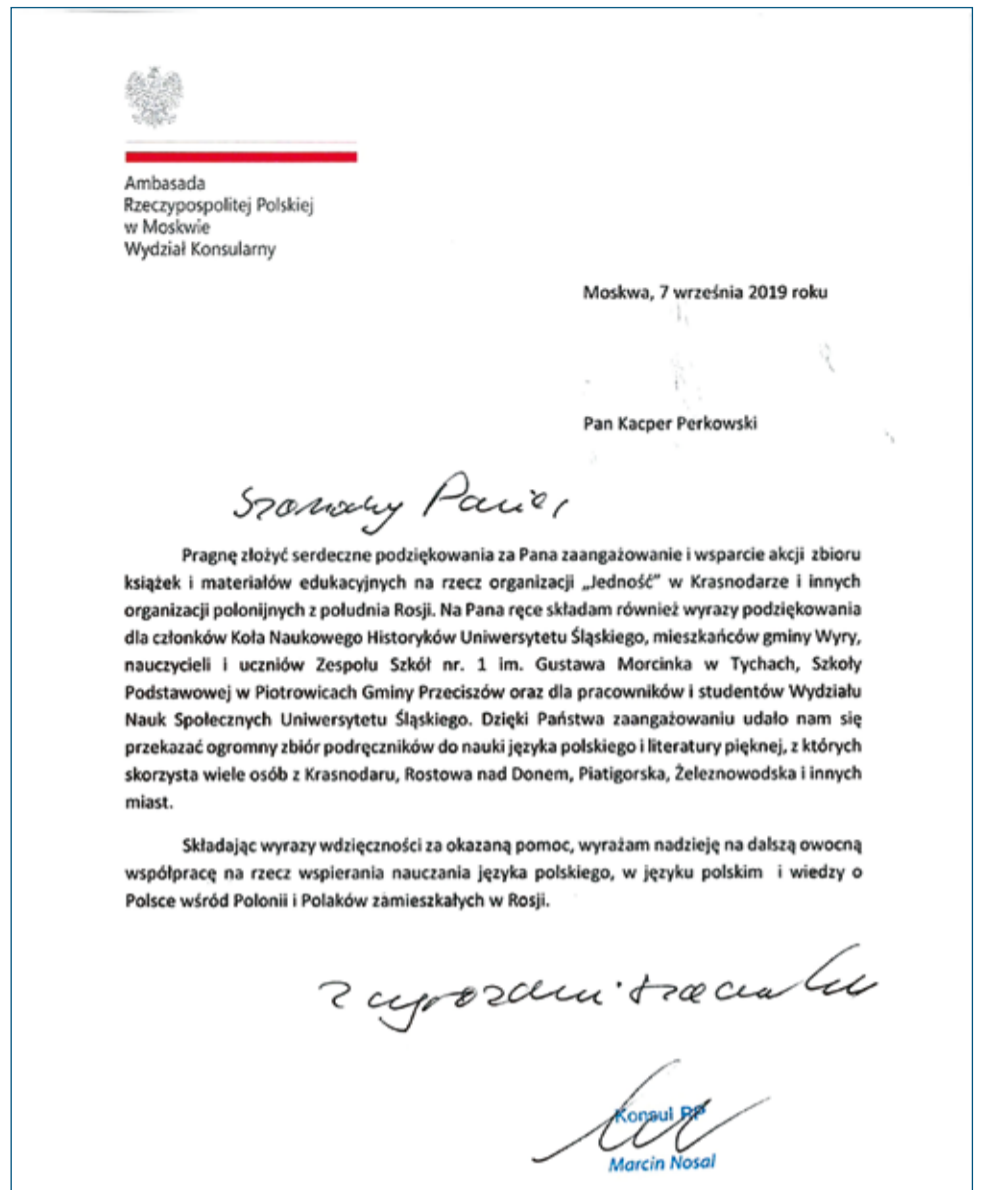 Ambasada
Rzeczypospolitej Polskiej
w Moskwie
Wydział Konsularny
Moskwa, 7 września 2019 roku
Pan Kacper Perkowski
Szanowny Panie,
Pragnę złożyć serdeczne podziękowania za Pana zaangażowanie i wsparcie akcji zbioru
książek i materiałów edukacyjnych na rzecz organizacji „Jedność” w Krasnodarze i innych
organizacji polonijnych z południa Rosji. Na Pana ręce składam również wyrazy podziękowania
dla członków Koła Naukowego Historyków Uniwersytetu Śląskiego, mieszkańców gminy Wyry,
nauczycieli i uczniów Zespołu Szkół nr. 1 im. Gustawa Morcinka w Tychach, Szkoły
Podstawowej w Piotrowicach Gminy Przeciszów oraz dla pracowników i studentów Wydziału
Nauk Społecznych Uniwersytetu Śląskiego. Dzięki Państwa zaangażowaniu udało nam się
przekazać ogromny zbiór podręczników do nauki języka polskiego i literatury pięknej, z których
skorzysta wiele osób z Krasnodaru, Rostowa nad Donem, Piatigorska, Żeleznowodska i innych
miast.
Składając wyrazy wdzięczności za okazaną pomoc, wyrażam nadzieję na dalszą owocną
współpracę na rzecz wspierania nauczania języka polskiego, w języku polskim i wiedzy o
Polsce wśród Polonii i Polaków zamieszkałych w Rosji.
Z wyrazami szacunku
Konsul RP
Marcin Nosal